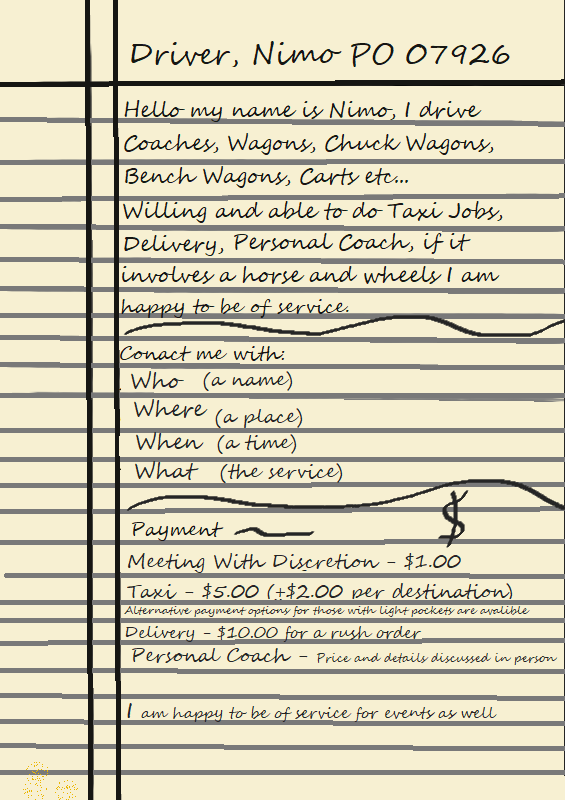 Driver, Nimo PO 07926
Hello my name is Nimo, I drive
Coaches, Wagons, Chuck Wagons,
Bench Wagons, Carts etc...
Willing and able to do Taxi Jobs,
Delivery, Personal Coach, if it
involves a horse and wheels I am
happy to be of service.
Conact me with:
Who (a name)
Where (a place)
When (a time)
What (the service)
$
Payment
Meeting With Discretion - $1.00
Taxi - $5.00 (+$2.00 per destination)
Alternative payment options for those with light pockets are avalible
Delivery - $10.00 for a rush order
Personal Coach - Price and details discussed in person
I am happy to be of service for events as well